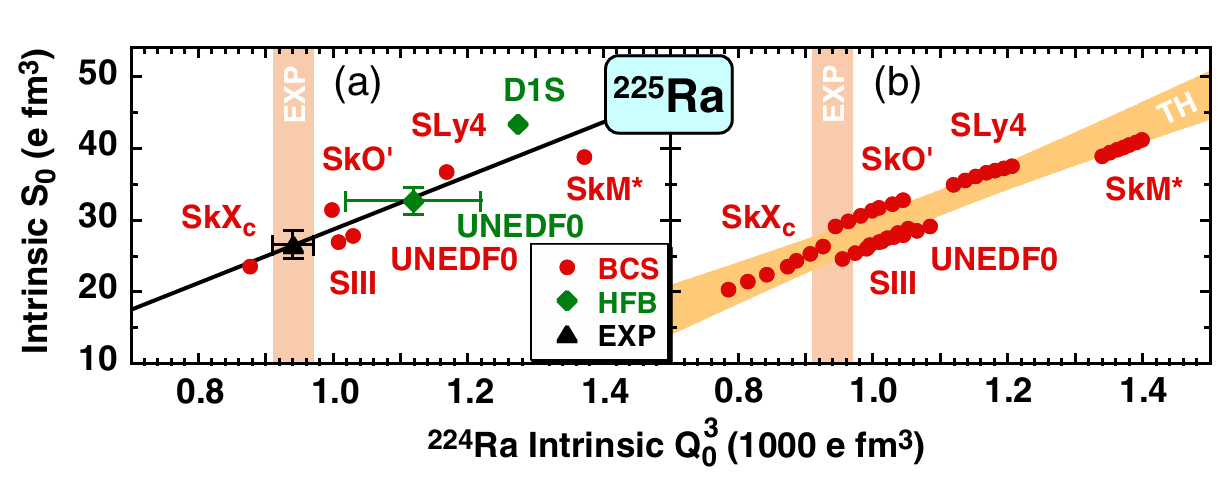 Intrinsic S0 (e fm³)
50
40
30
20
10
EXP
(a)
D1S
SLy4
SkO'
SkM*
SkXc
UNEDF0
UNEDF0
SIII
BCS
HFB
EXP
²²⁵Ra
EXP
(b)
TH
SLy4
SkO'
SkM*
SkXc
UNEDF0
SIII
0.8 1.0 1.2 1.4 0.8 1.0 1.2 1.4
²²⁴Ra Intrinsic Q₀³ (1000 e fm³)